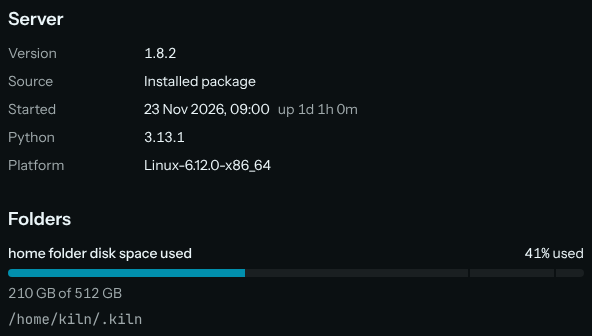 Server
Version 1.8.2
Source Installed package
Started 23 Nov 2026, 09:00 up 1d 1h 0m
Python 3.13.1
Platform Linux-6.12.0-x86_64
Folders
home folder disk space used 41% used
210 GB of 512 GB
/home/kiln/.kiln